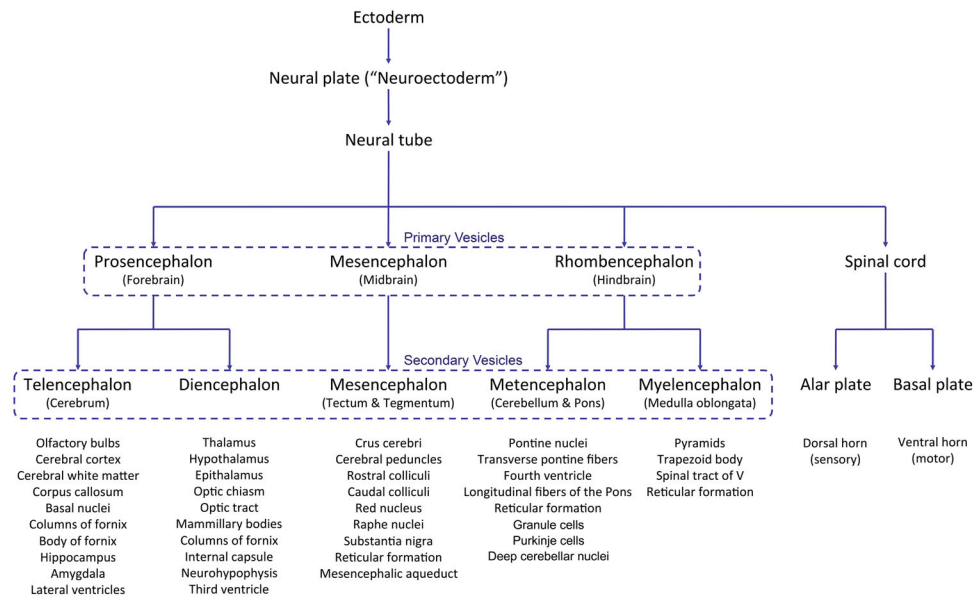 Ectoderm
Neural plate (“Neuroectoderm”)
Neural tube
Primary Vesicles
Prosencephalon
(Forebrain)
Mesencephalon
(Midbrain)
Rhombencephalon
(Hindbrain)
Spinal cord
Secondary Vesicles
Telencephalon
(Cerebrum)
Diencephalon
Mesencephalon
(Tectum & Tegmentum)
Metencephalon
(Cerebellum & Pons)
Myelencephalon
(Medulla oblongata)
Alar plate
Basal plate
Olfactory bulbs
Cerebral cortex
Cerebral white matter
Corpus callosum
Basal nuclei
Columns of fornix
Body of fornix
Hippocampus
Amygdala
Lateral ventricles
Thalamus
Hypothalamus
Epithalamus
Optic chiasm
Optic tract
Mammillary bodies
Columns of fornix
Internal capsule
Neurohypophysis
Third ventricle
Crus cerebri
Cerebral peduncles
Rostral colliculi
Caudal colliculi
Red nucleus
Raphe nuclei
Substantia nigra
Reticular formation
Mesencephalic aqueduct
Pontine nuclei
Transverse pontine fibers
Fourth ventricle
Longitudinal fibers of the Pons
Reticular formation
Granule cells
Purkinje cells
Deep cerebellar nuclei
Pyramids
Trapezoid body
Spinal tract of V
Reticular formation
Dorsal horn
(sensory)
Ventral horn
(motor)